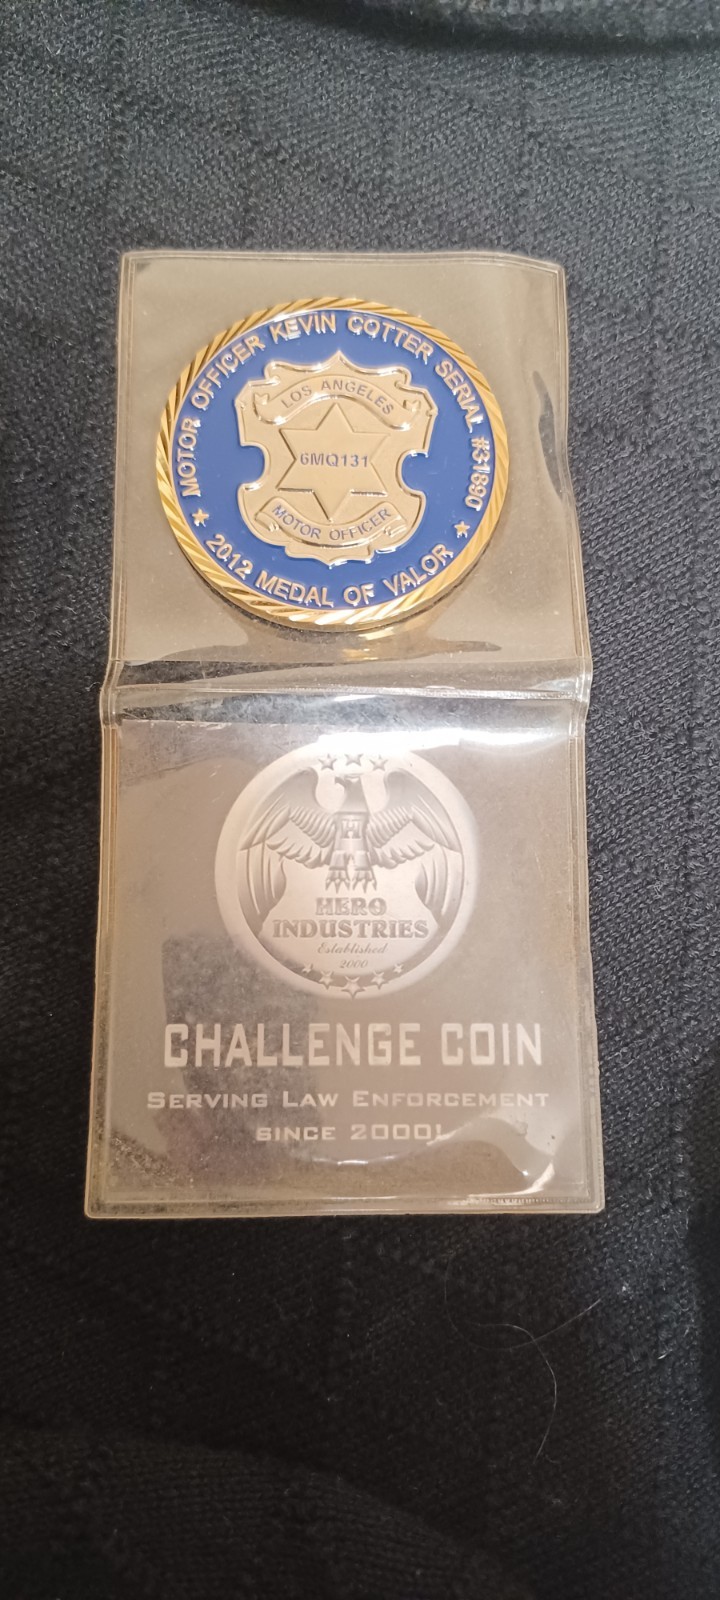 MOTOR OFFICER KEVIN COTTER SERIAL #31890
LOS ANGELES
6MQ131
MOTOR OFFICER
2012 MEDAL OF VALOR
H
HERO
INDUSTRIES
Established
2000
CHALLENGE COIN
SERVING LAW ENFORCEMENT
SINCE 2000!